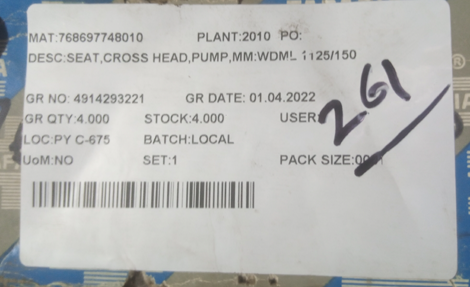 MAT:768697748010 PLANT:2010 PO:
DESC:SEAT,CROSS HEAD,PUMP,MM:WDML 1125/150
GR NO: 4914293221 GR DATE: 01.04.2022
GR QTY:4.000 STOCK:4.000 USER:
261
LOC:PY C-675 BATCH:LOCAL
UoM:NO SET:1 PACK SIZE: